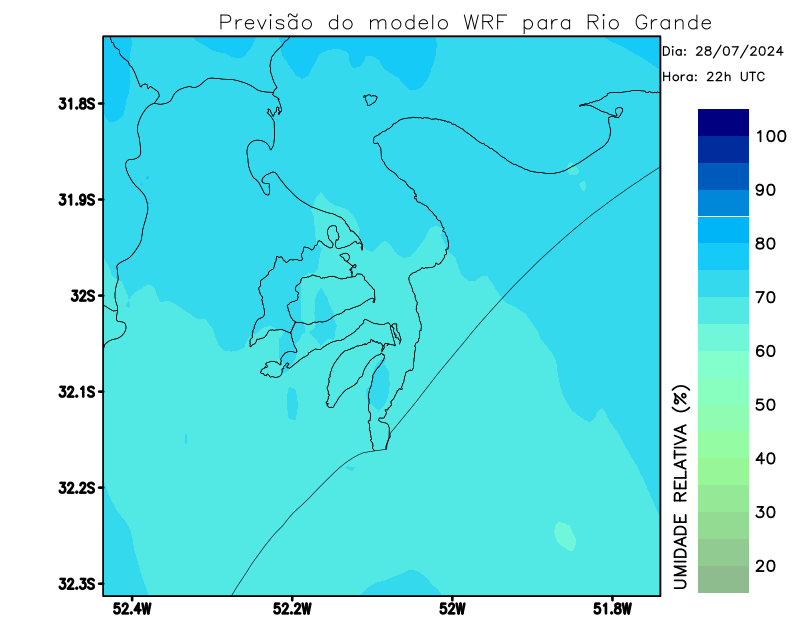 Previsão do modelo WRF para Rio Grande
Dia: 28/07/2024
Hora: 22h UTC
31.8S
31.9S
32S
32.1S
32.2S
32.3S
52.4W
52.2W
52W
51.8W
100
90
80
70
60
50
40
30
20
UMIDADE RELATIVA (%)